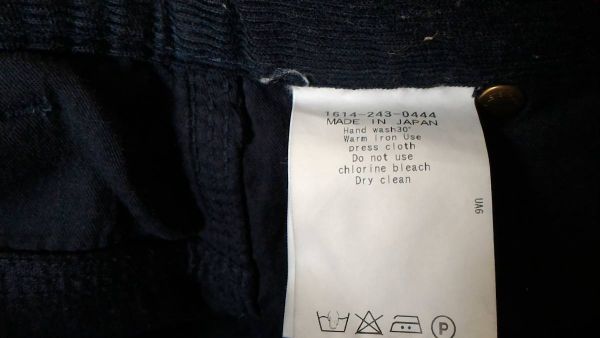 1614-243-0444
MADE IN JAPAN
Hand wash30°
Warm Iron Use
press cloth
Do not use
chlorine bleach
Dry clean
UA6
P